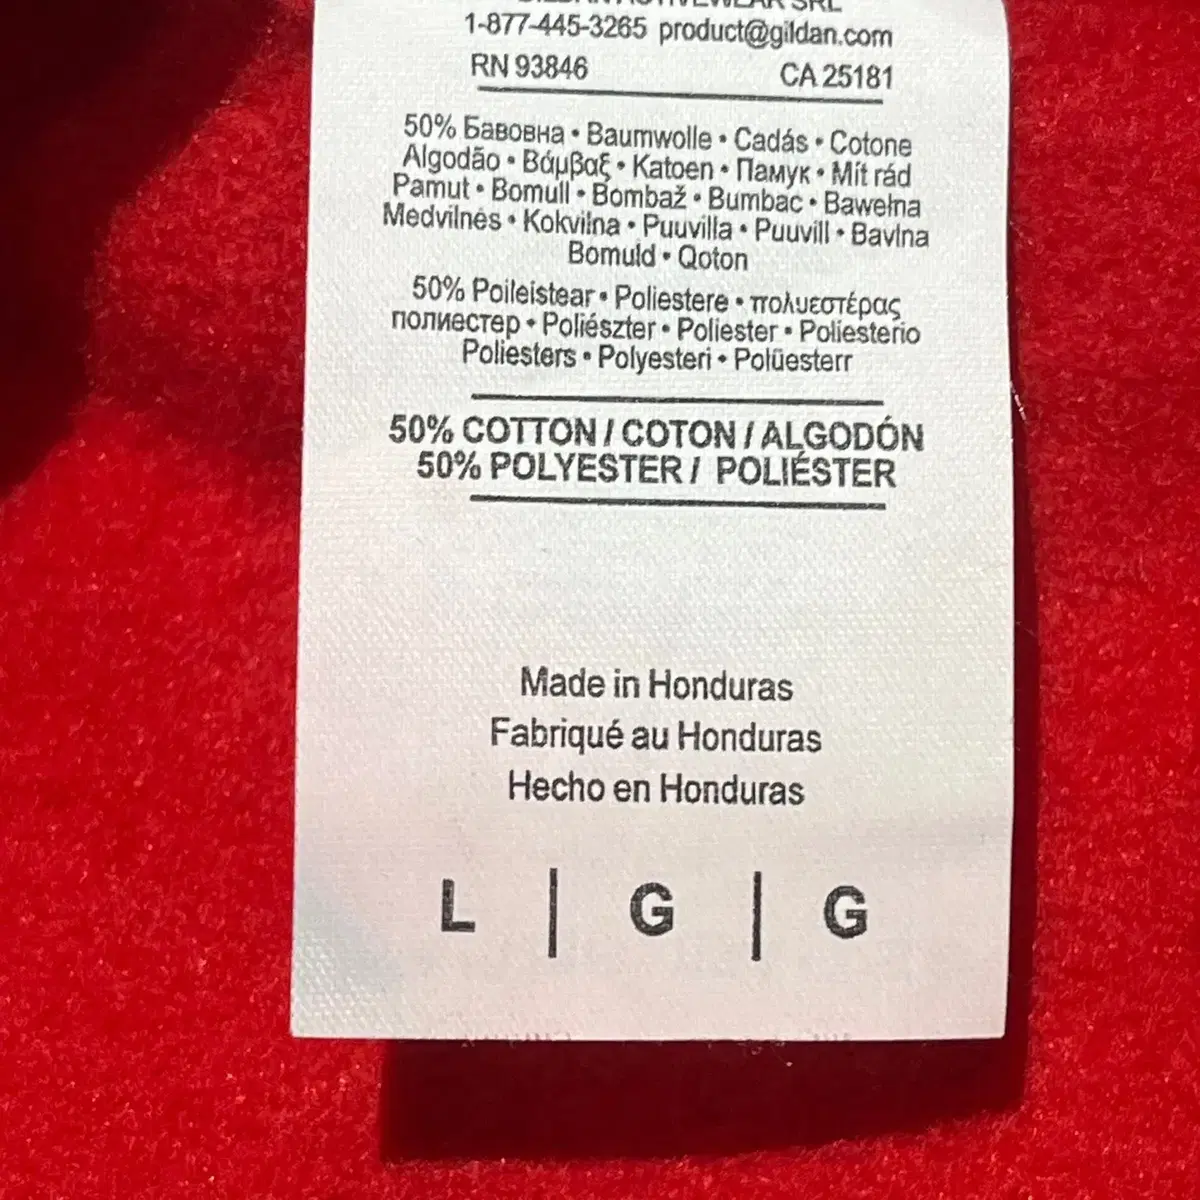 GILDAN ACTIVEWEAR SRL
1-877-445-3265 product@gildan.com
RN 93846 CA 25181
50% Бавовна • Baumwolle • Cadás • Cotone
Algodão • Βάμβαξ • Katoen • Памук • Mít rád
Pamut • Bomull • Bombaž • Bumbac • Bawełna
Medvilnės • Kokvilna • Puuvilla • Puuvill • Bavlna
Bomuld • Qoton
50% Poileistear • Poliestere • πολυεστέρας
полиестер • Poliészter • Poliester • Poliesterio
Poliesters • Polyesteri • Polüesterr
50% COTTON / COTON / ALGODÓN
50% POLYESTER / POLIÉSTER
Made in Honduras
Fabriqué au Honduras
Hecho en Honduras
L | G | G